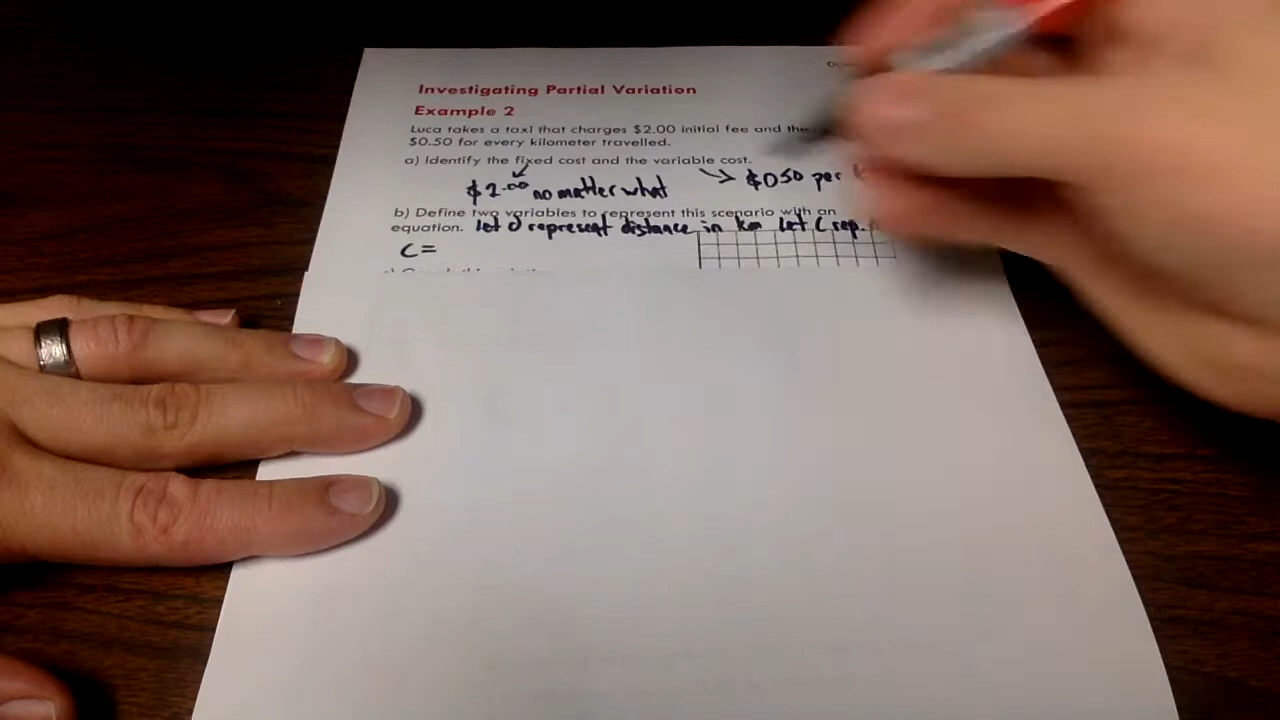 Investigating Partial Variation
Example 2
Luca takes a taxi that charges $2.00 initial fee and the
$0.50 for every kilometer travelled.
a) Identify the fixed cost and the variable cost.
$2.00 no matter what
$0.50 per
b) Define two variables to represent this scenario with an
equation. let d represent distance in km let C rep.
C=